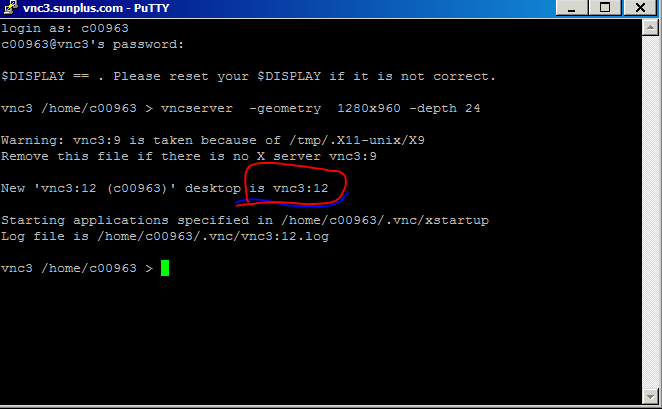 vnc3.sunplus.com - PuTTY
login as: c00963
c00963@vnc3's password:
$DISPLAY == . Please reset your $DISPLAY if it is not correct.
vnc3 /home/c00963 > vncserver  -geometry  1280x960 -depth 24
Warning: vnc3:9 is taken because of /tmp/.X11-unix/X9
Remove this file if there is no X server vnc3:9
New 'vnc3:12 (c00963)' desktop is vnc3:12
Starting applications specified in /home/c00963/.vnc/xstartup
Log file is /home/c00963/.vnc/vnc3:12.log
vnc3 /home/c00963 >